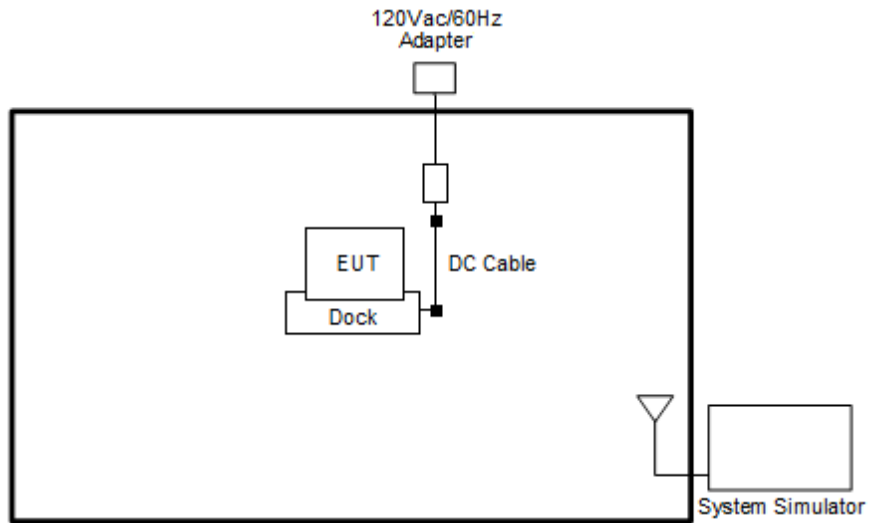 120Vac/60Hz
Adapter
EUT
DC Cable
Dock
System Simulator